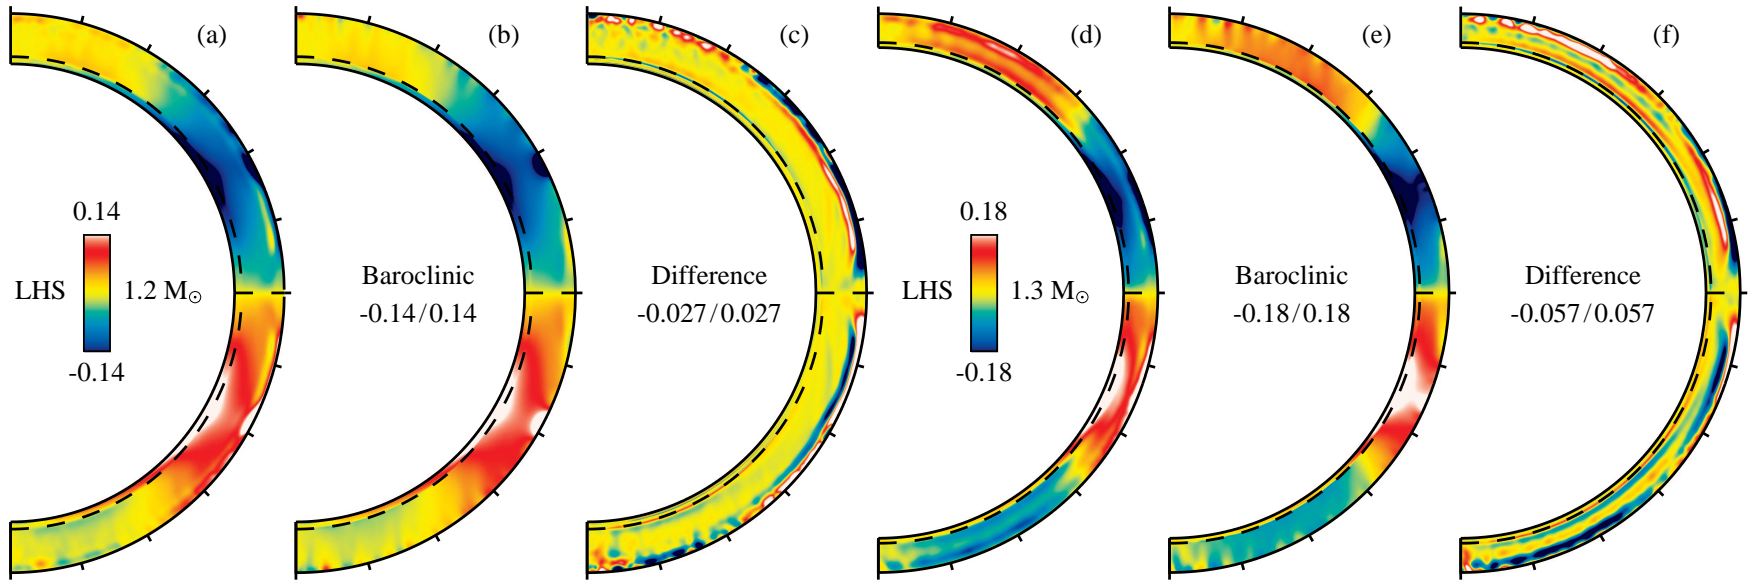 (a)
0.14
LHS
1.2 M☉
-0.14
(b)
Baroclinic
-0.14/0.14
(c)
Difference
-0.027/0.027
(d)
0.18
LHS
1.3 M☉
-0.18
(e)
Baroclinic
-0.18/0.18
(f)
Difference
-0.057/0.057